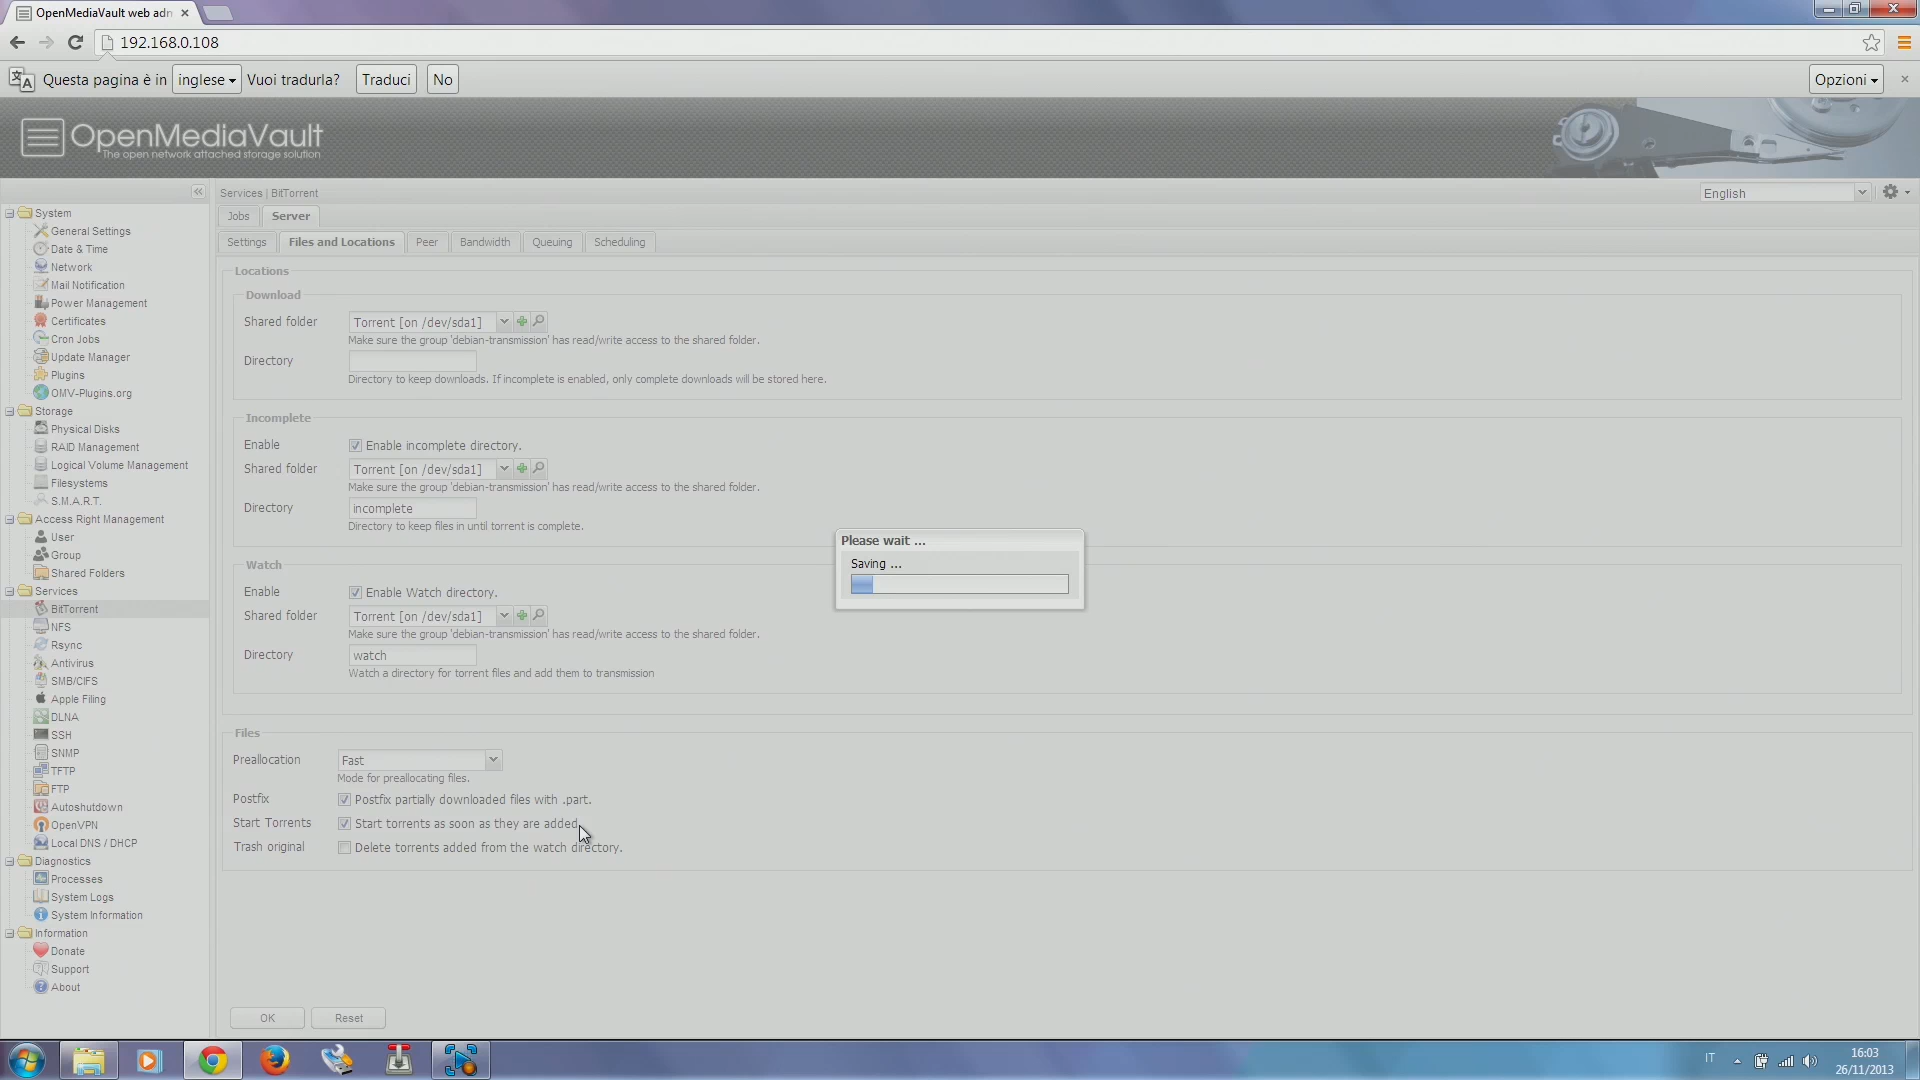 OpenMediaVault web adn
192.168.0.108
Questa pagina è in inglese Vuoi tradurla? Traduci No Opzioni
OpenMediaVault
The open network attached storage solution
Services | BitTorrent English
Jobs Server
Settings Files and Locations Peer Bandwidth Queuing Scheduling
System
General Settings
Date & Time
Network
Mail Notification
Power Management
Certificates
Cron Jobs
Update Manager
Plugins
OMV-Plugins.org
Storage
Physical Disks
RAID Management
Logical Volume Management
Filesystems
S.M.A.R.T.
Access Right Management
User
Group
Shared Folders
Services
BitTorrent
NFS
Rsync
Antivirus
SMB/CIFS
Apple Filing
DLNA
SSH
SNMP
TFTP
FTP
Autoshutdown
OpenVPN
Local DNS / DHCP
Diagnostics
Processes
System Logs
System Information
Information
Donate
Support
About
Locations
Download
Shared folder Torrent [on /dev/sda1]
Make sure the group 'debian-transmission' has read/write access to the shared folder.
Directory
Directory to keep downloads. If incomplete is enabled, only complete downloads will be stored here.
Incomplete
Enable Enable incomplete directory.
Shared folder Torrent [on /dev/sda1]
Make sure the group 'debian-transmission' has read/write access to the shared folder.
Directory incomplete
Directory to keep files in until torrent is complete.
Watch
Enable Enable Watch directory.
Shared folder Torrent [on /dev/sda1]
Make sure the group 'debian-transmission' has read/write access to the shared folder.
Directory watch
Watch a directory for torrent files and add them to transmission
Files
Preallocation Fast
Mode for preallocating files.
Postfix Postfix partially downloaded files with .part.
Start Torrents Start torrents as soon as they are added.
Trash original Delete torrents added from the watch directory.
OK Reset
Please wait ...
Saving ...
IT
16:03
26/11/2013